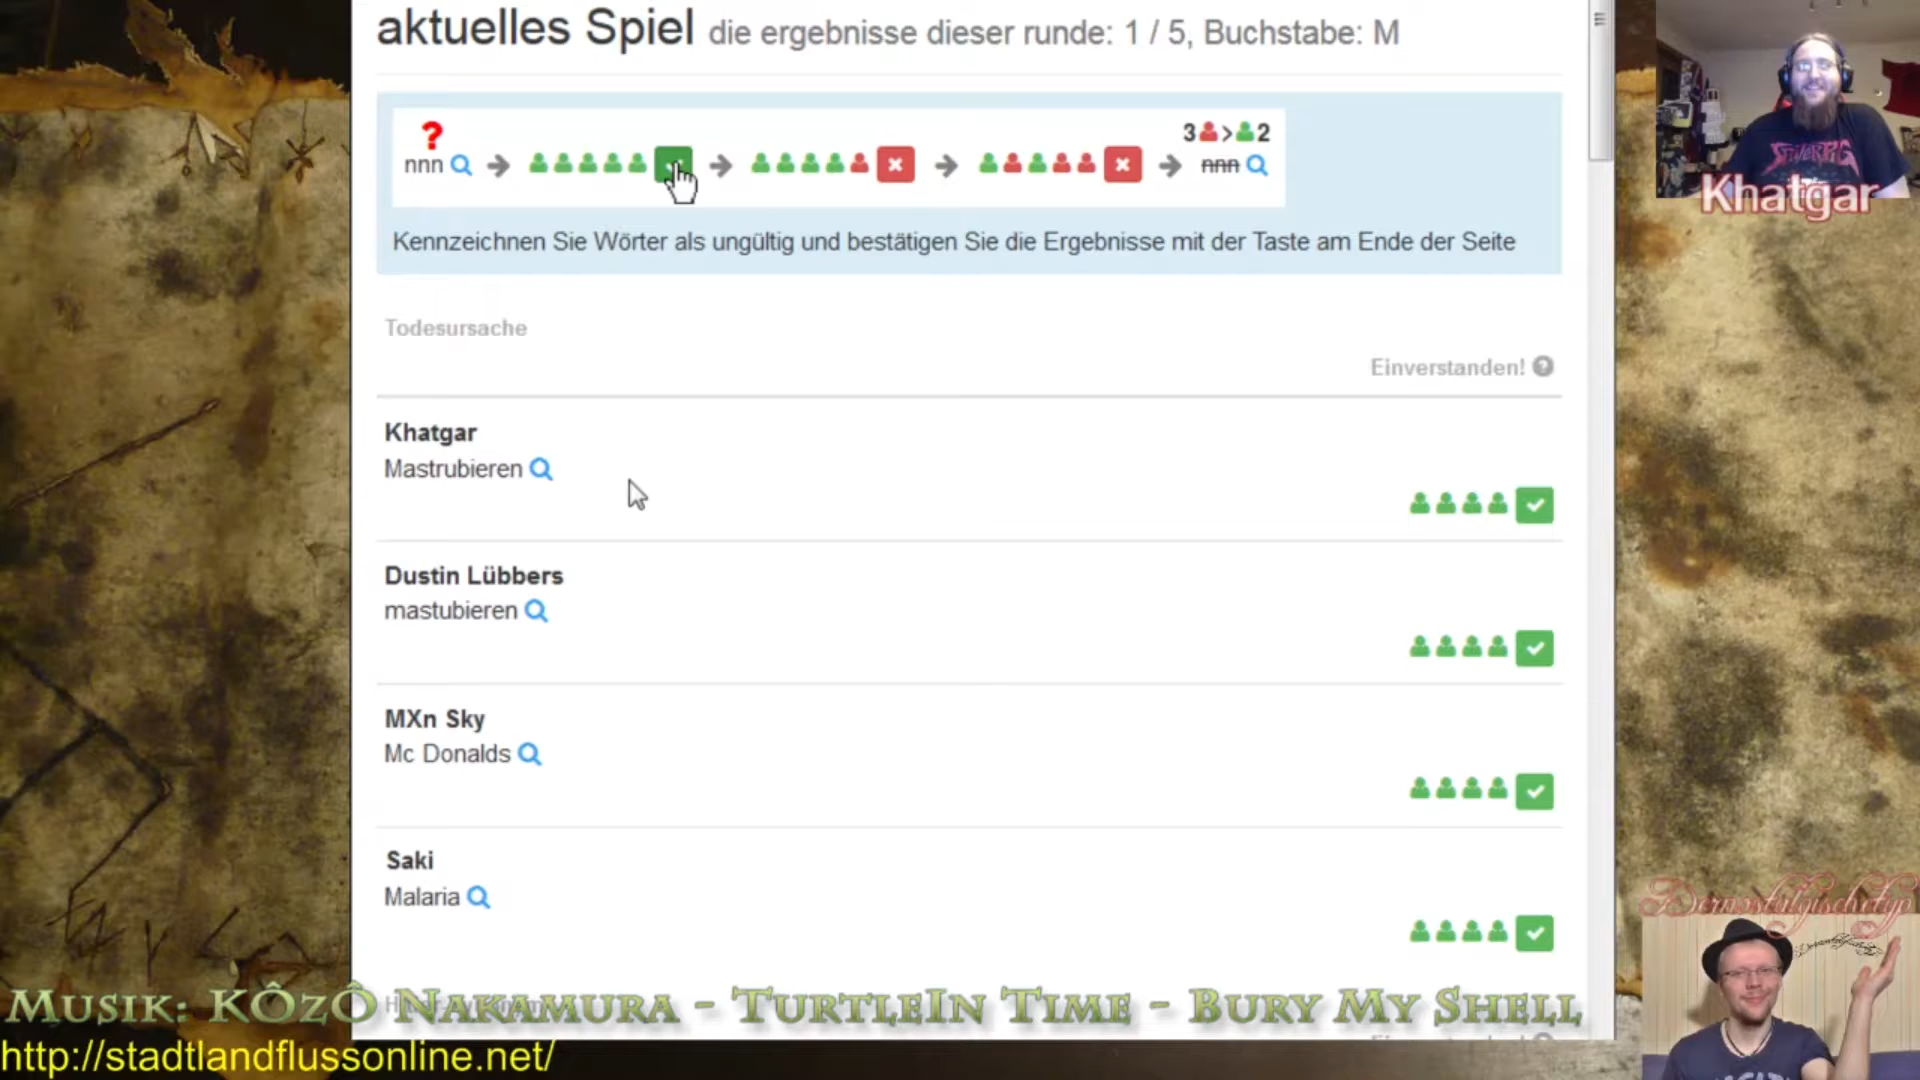 aktuelles Spiel die ergebnisse dieser runde: 1 / 5, Buchstabe: M
?
3 > 2
nnn
nnn
Kennzeichnen Sie Wörter als ungültig und bestätigen Sie die Ergebnisse mit der Taste am Ende der Seite
Todesursache
Einverstanden!
Khatgar
Mastrubieren
Dustin Lübbers
mastubieren
MXn Sky
Mc Donalds
Saki
Malaria
Khatgar
Dernostalgischetyp
Musik: KÔzÔ Nakamura - TurtleIn Time - Bury My Shell
http://stadtlandflussonline.net/